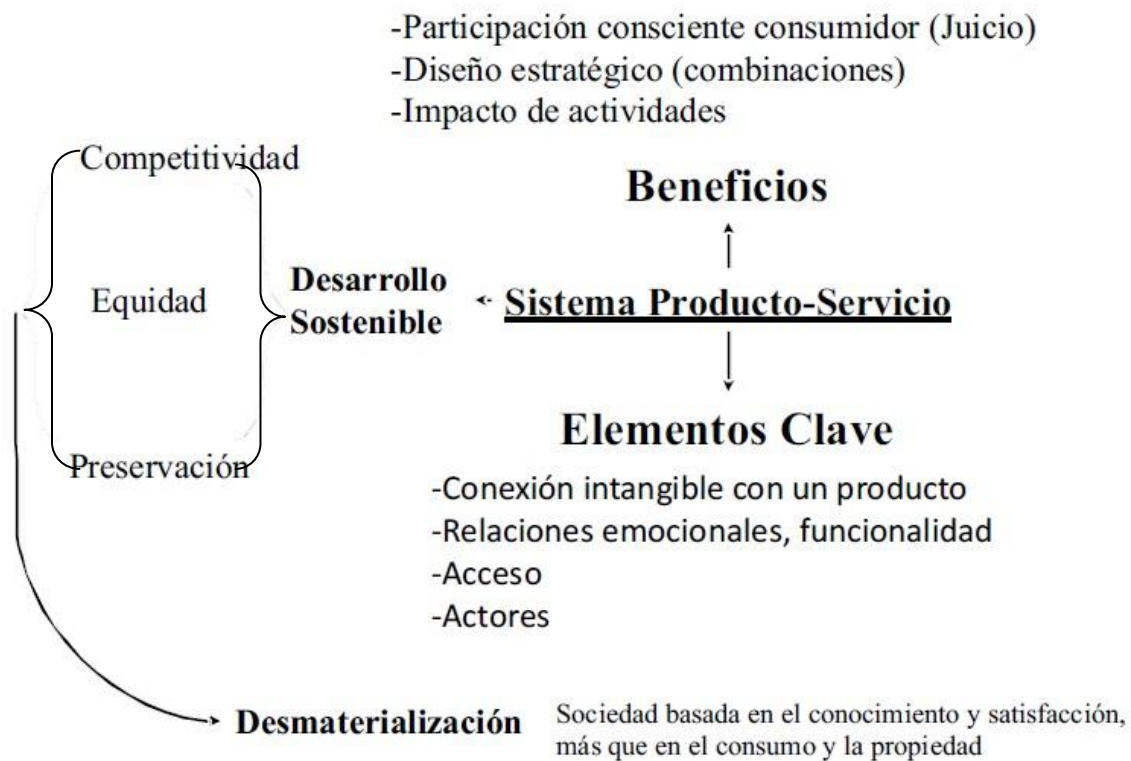 -Participación consciente consumidor (Juicio)
-Diseño estratégico (combinaciones)
-Impacto de actividades
Competitividad
Beneficios
Equidad
Desarrollo
Sostenible
Sistema Producto-Servicio
Elementos Clave
Preservación
-Conexión intangible con un producto
-Relaciones emocionales, funcionalidad
-Acceso
-Actores
Desmaterialización
Sociedad basada en el conocimiento y satisfacción,
más que en el consumo y la propiedad